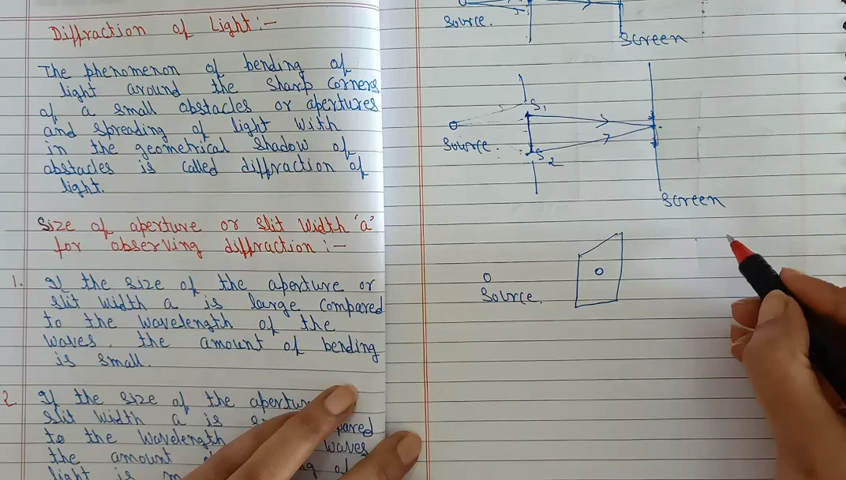 Diffraction of Light :-
The phenomenon of bending of
light around the sharp corners
of a small obstacles or apertures
and spreading of light with
in the geometrical shadow of
obstacles is called diffraction of
light.
Size of aperture or slit width 'a'
for observing diffraction :-
1. If the size of the aperture or
slit width a is large compared
to the wavelength of the
waves, the amount of bending
is small.
2 If the size of the
slit width a is
to the wavelength waves
the amount of
light is
Source.
Screen
S1
Source.
S2
Screen
Source.